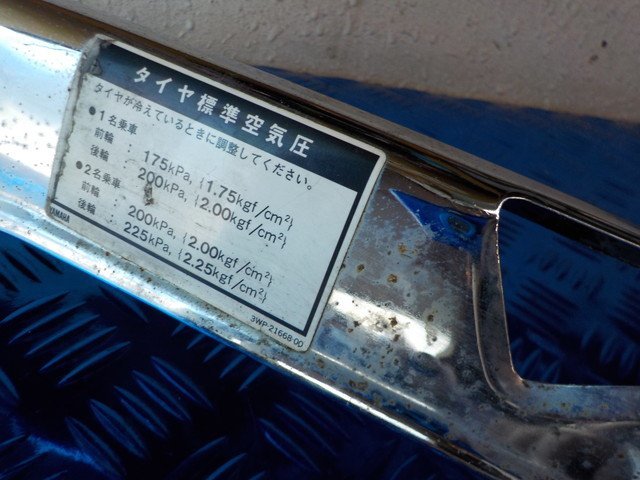 タイヤ標準空気圧
タイヤが冷えているときに調整してください。
●1名乗車
前輪 : 175kPa, {1.75kgf/cm²}
後輪 : 200kPa, {2.00kgf/cm²}
●2名乗車
前輪 : 200kPa, {2.00kgf/cm²}
後輪 : 225kPa, {2.25kgf/cm²}
YAMAHA
3WP-21668-00